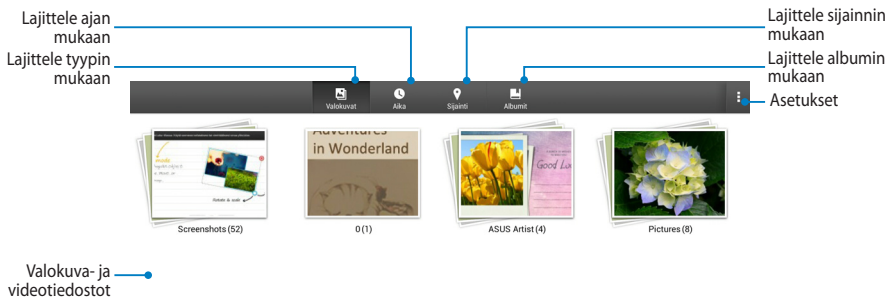 Lajittele ajan
mukaan
Lajittele sijainnin
mukaan
Lajittele tyypin
mukaan
Lajittele albumin
mukaan
Valokuvat
Aika
Sijainti
Albumit
Asetukset
Adventures
in Wonderland
Good
Screenshots (52)
0 (1)
ASUS Artist (4)
Pictures (8)
Valokuva- ja
videotiedostot